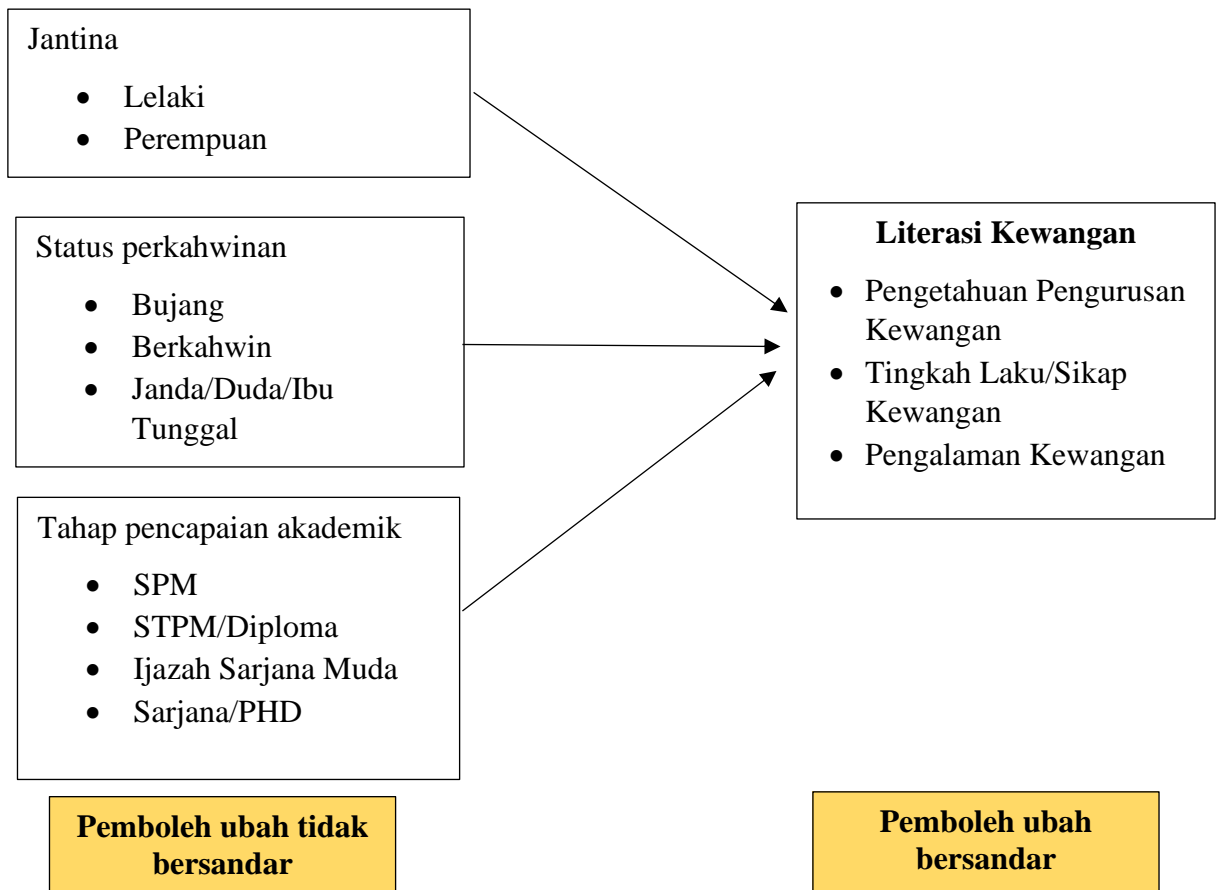 Jantina
• Lelaki
• Perempuan
Status perkahwinan
• Bujang
• Berkahwin
• Janda/Duda/Ibu
Tunggal
Tahap pencapaian akademik
• SPM
• STPM/Diploma
• Ijazah Sarjana Muda
• Sarjana/PHD
Pemboleh ubah tidak
bersandar
Literasi Kewangan
• Pengetahuan Pengurusan
Kewangan
• Tingkah Laku/Sikap
Kewangan
• Pengalaman Kewangan
Pemboleh ubah
bersandar